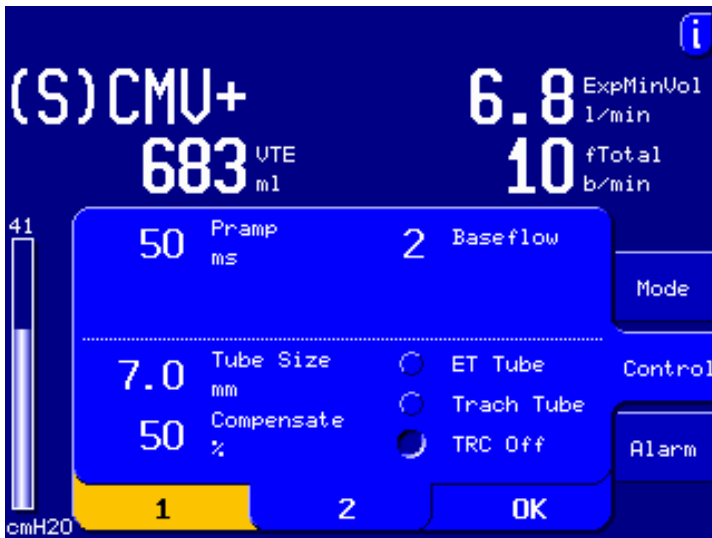 i
(S)CMV+
6.8 ExpMinVol
l/min
683 VTE
ml
10 fTotal
b/min
41
50 Pramp
ms
2 Baseflow
Mode
7.0 Tube Size
mm
ET Tube
Control
Trach Tube
50 Compensate
%
TRC Off
Alarm
1
2
OK
cmH2O